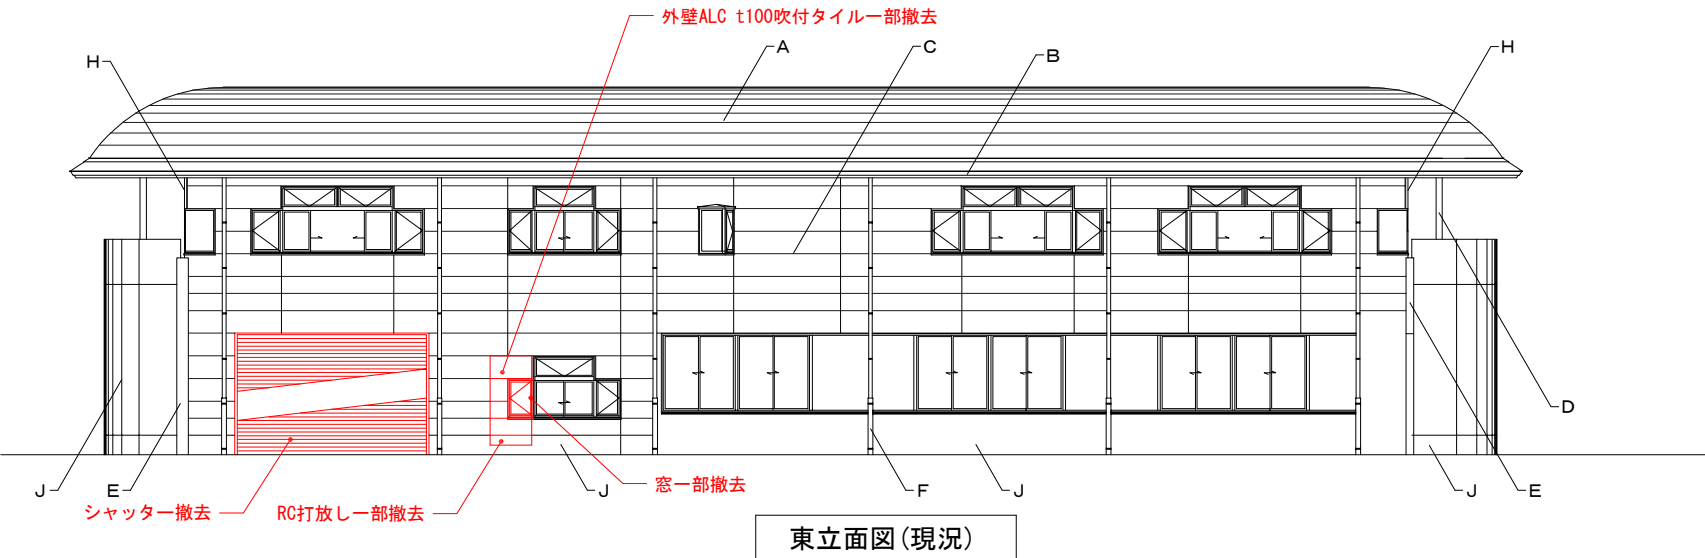 外壁ALC t100吹付タイル一部撤去
A
C
B
H
H
D
J
E
J
F
J
J
E
窓一部撤去
シャッター撤去
RC打放し一部撤去
東立面図(現況)